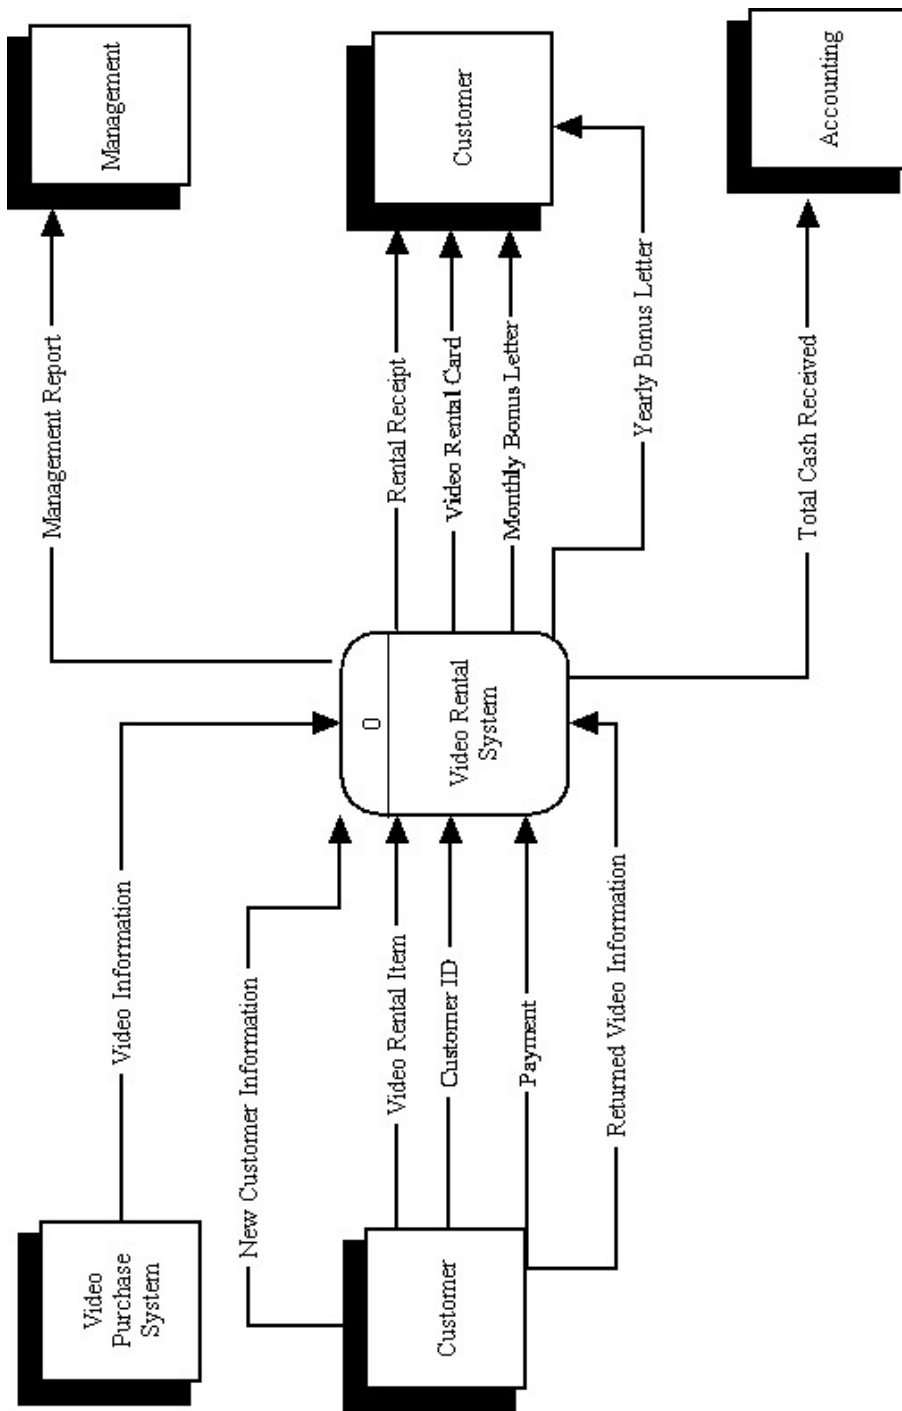 Video
Purchase
System
Video Information
Management Report
Management
New Customer Information
Customer
Video Rental Item
Customer ID
Payment
Returned Video Information
0
Video Rental
System
Rental Receipt
Video Rental Card
Monthly Bonus Letter
Yearly Bonus Letter
Customer
Total Cash Received
Accounting